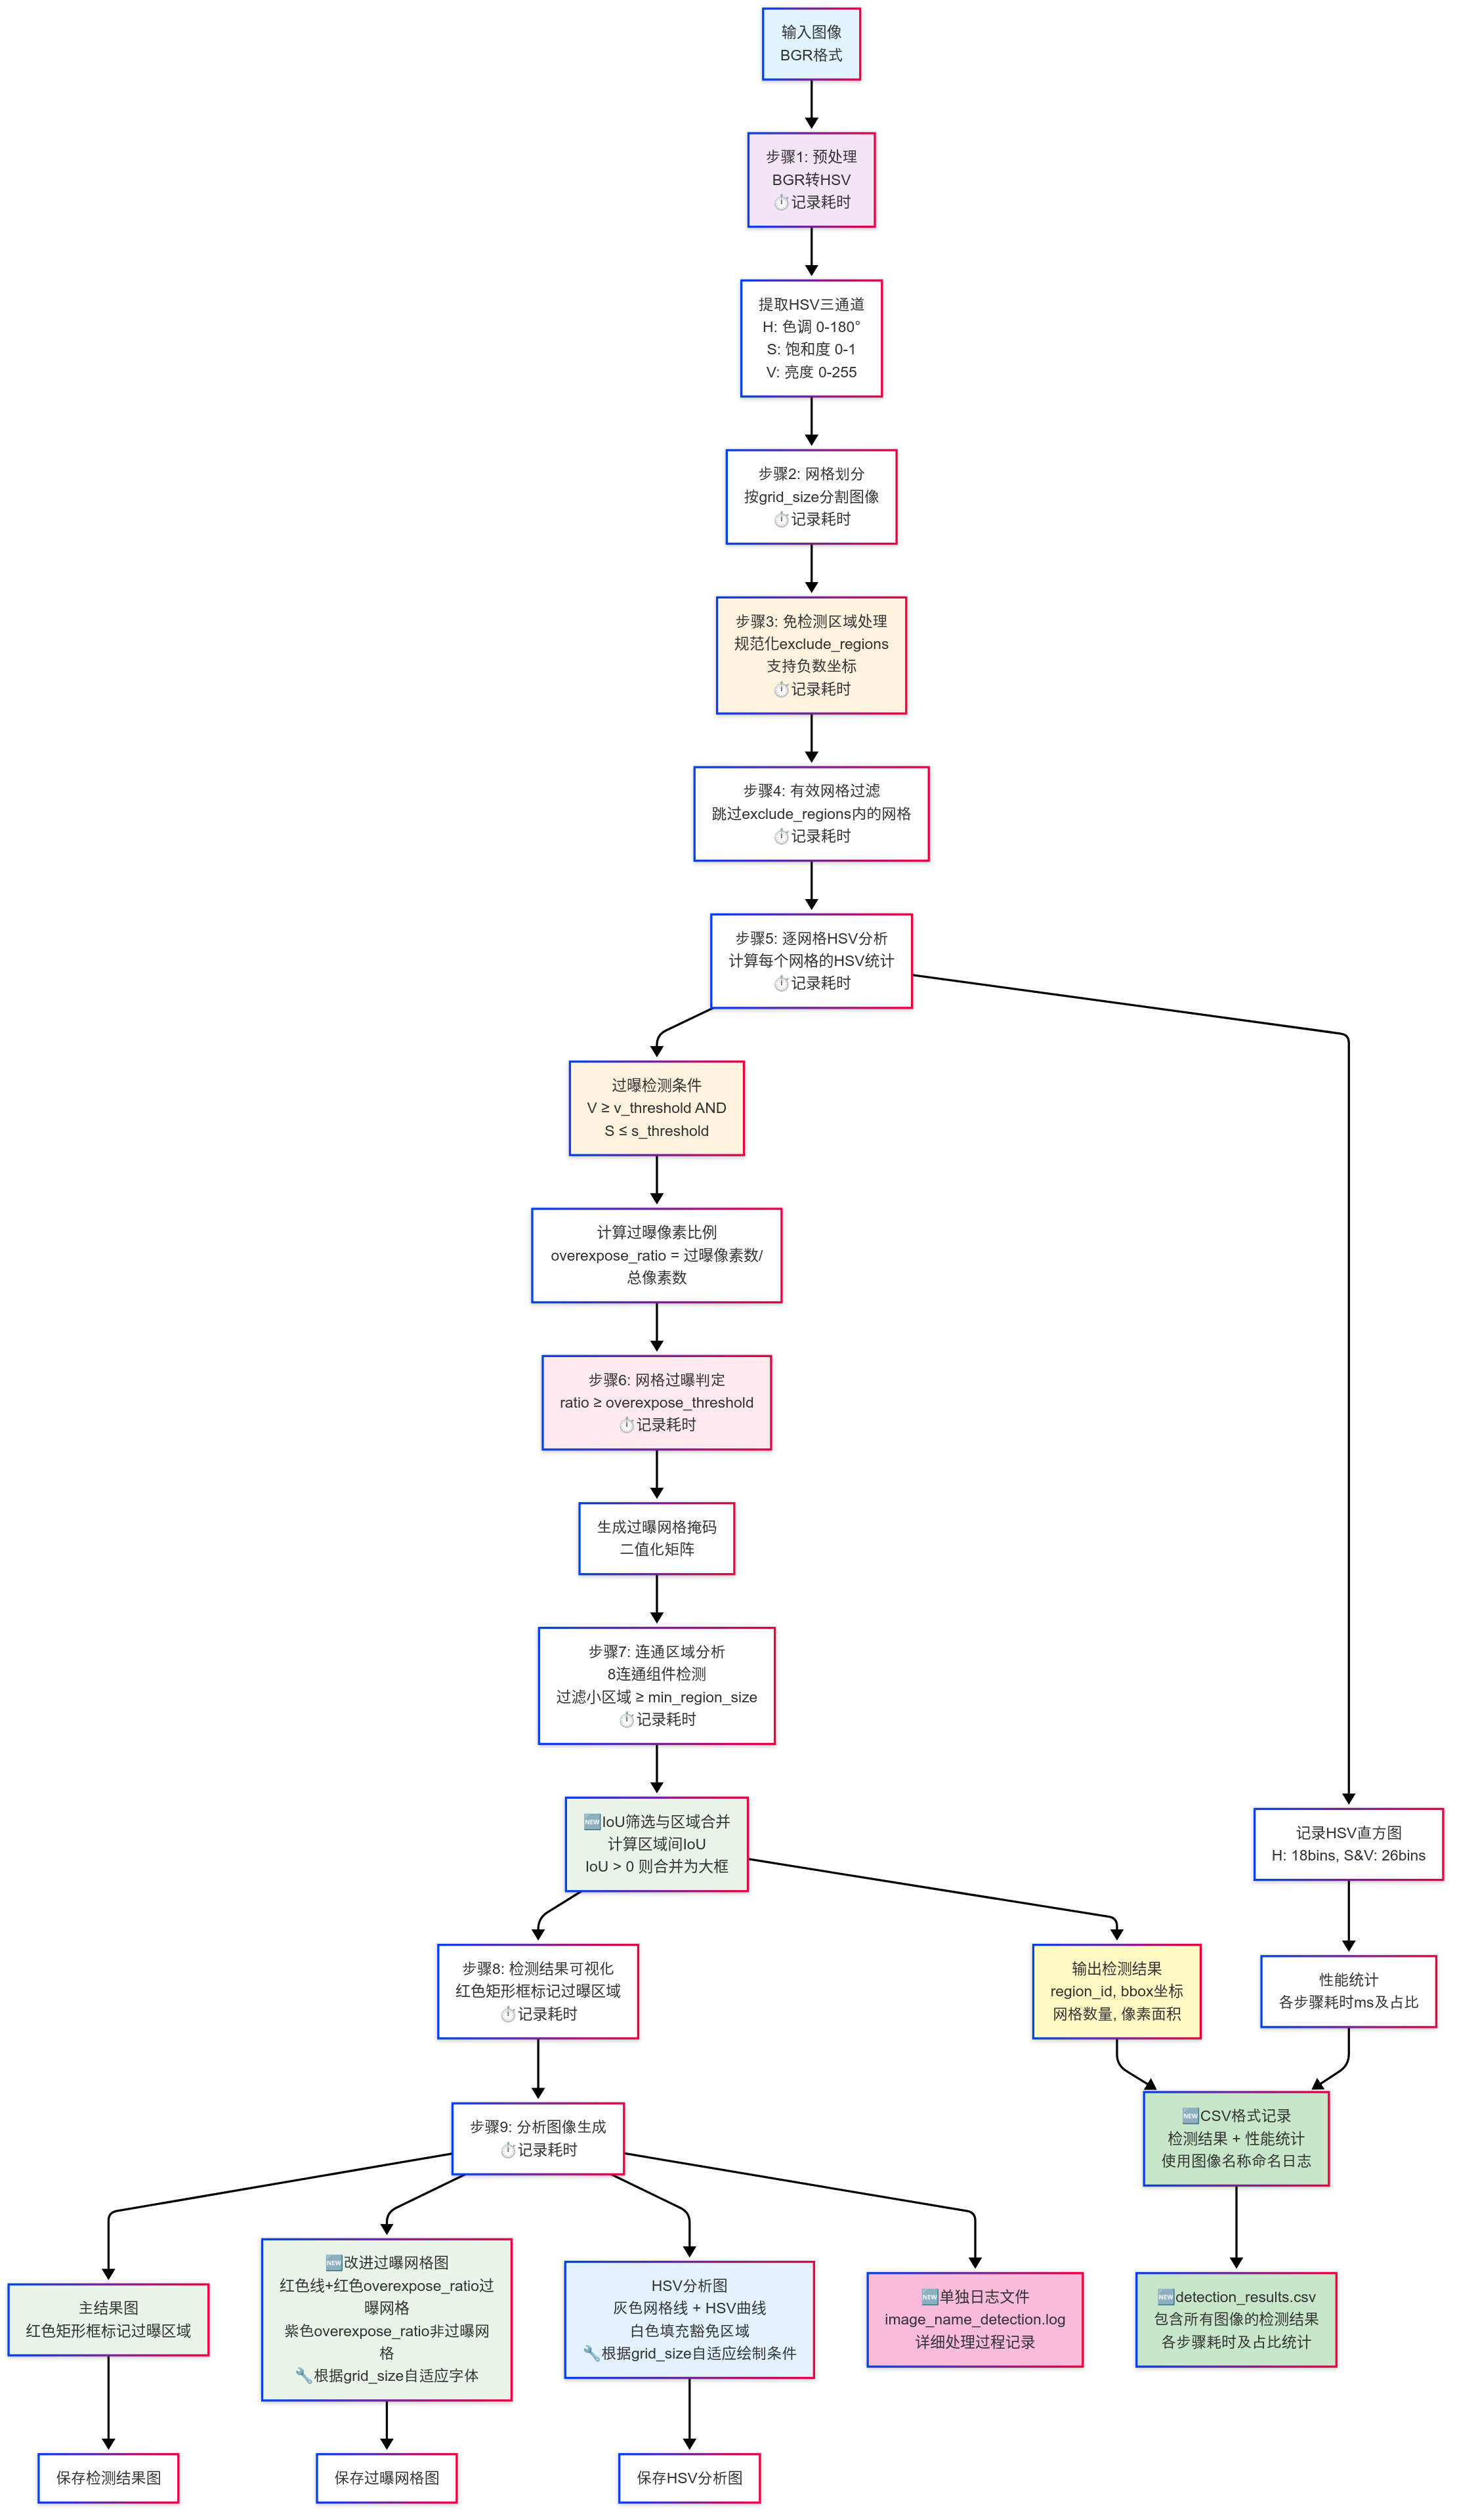 输入图像
BGR格式
步骤1: 预处理
BGR转HSV
⏱️记录耗时
提取HSV三通道
H: 色调 0-180°
S: 饱和度 0-1
V: 亮度 0-255
步骤2: 网格划分
按grid_size分割图像
⏱️记录耗时
步骤3: 免检测区域处理
规范化exclude_regions
支持负数坐标
⏱️记录耗时
步骤4: 有效网格过滤
跳过exclude_regions内的网格
⏱️记录耗时
步骤5: 逐网格HSV分析
计算每个网格的HSV统计
⏱️记录耗时
过曝检测条件
V ≥ v_threshold AND
S ≤ s_threshold
计算过曝像素比例
overexpose_ratio = 过曝像素数/
总像素数
步骤6: 网格过曝判定
ratio ≥ overexpose_threshold
⏱️记录耗时
生成过曝网格掩码
二值化矩阵
步骤7: 连通区域分析
8连通组件检测
过滤小区域 ≥ min_region_size
⏱️记录耗时
🆕IoU筛选与区域合并
计算区域间IoU
IoU > 0 则合并为大框
记录HSV直方图
H: 18bins, S&V: 26bins
步骤8: 检测结果可视化
红色矩形框标记过曝区域
⏱️记录耗时
输出检测结果
region_id, bbox坐标
网格数量, 像素面积
性能统计
各步骤耗时ms及占比
步骤9: 分析图像生成
⏱️记录耗时
🆕CSV格式记录
检测结果 + 性能统计
使用图像名称命名日志
主结果图
红色矩形框标记过曝区域
🆕改进过曝网格图
红色线+红色overexpose_ratio过
曝网格
紫色overexpose_ratio非过曝网
格
🔧根据grid_size自适应字体
HSV分析图
灰色网格线 + HSV曲线
白色填充豁免区域
🔧根据grid_size自适应绘制条件
🆕单独日志文件
image_name_detection.log
详细处理过程记录
🆕detection_results.csv
包含所有图像的检测结果
各步骤耗时及占比统计
保存检测结果图
保存过曝网格图
保存HSV分析图